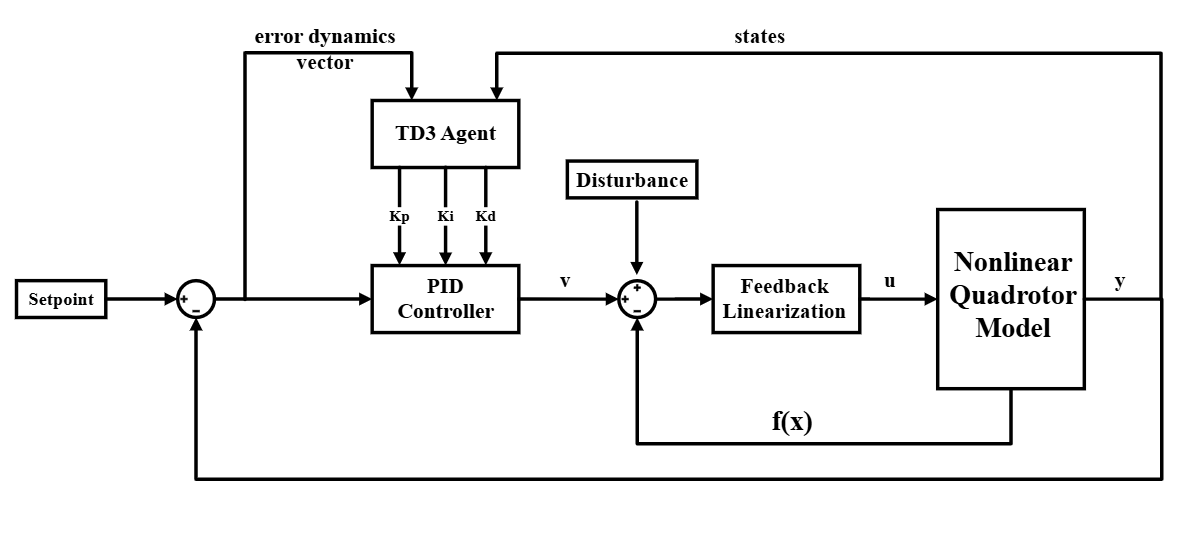 error dynamics
vector
states
TD3 Agent
Disturbance
Kp
Ki
Kd
Setpoint
+
−
PID
Controller
v
+
+
−
Feedback
Linearization
u
Nonlinear
Quadrotor
Model
y
f(x)